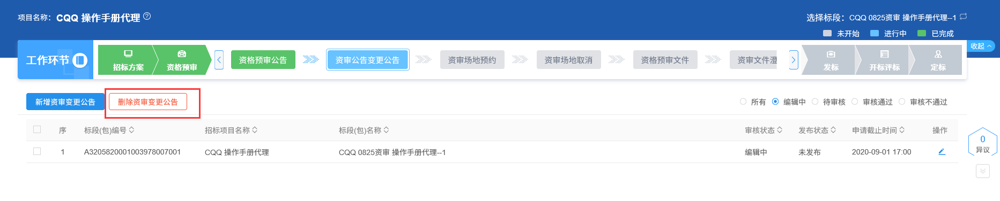 项目名称： CQQ 操作手册代理
选择标段： CQQ 0825资审 操作手册代理--1
未开始 进行中 已完成
工作环节
招标方案 资格预审
资格预审公告 资审公告变更公告 资审场地预约 资审场地取消 资格预审文件 资审文件澄
发标 开标评标 定标
收起
新增资审变更公告 删除资审变更公告
所有 编辑中 待审核 审核通过 审核不通过
序 标段(包)编号 招标项目名称 标段(包)名称 审核状态 发布状态 申请截止时间 操作
1 A3205820001003978007001 CQQ 操作手册代理 CQQ 0825资审 操作手册代理--1 编辑中 未发布 2020-09-01 17:00
0
异议